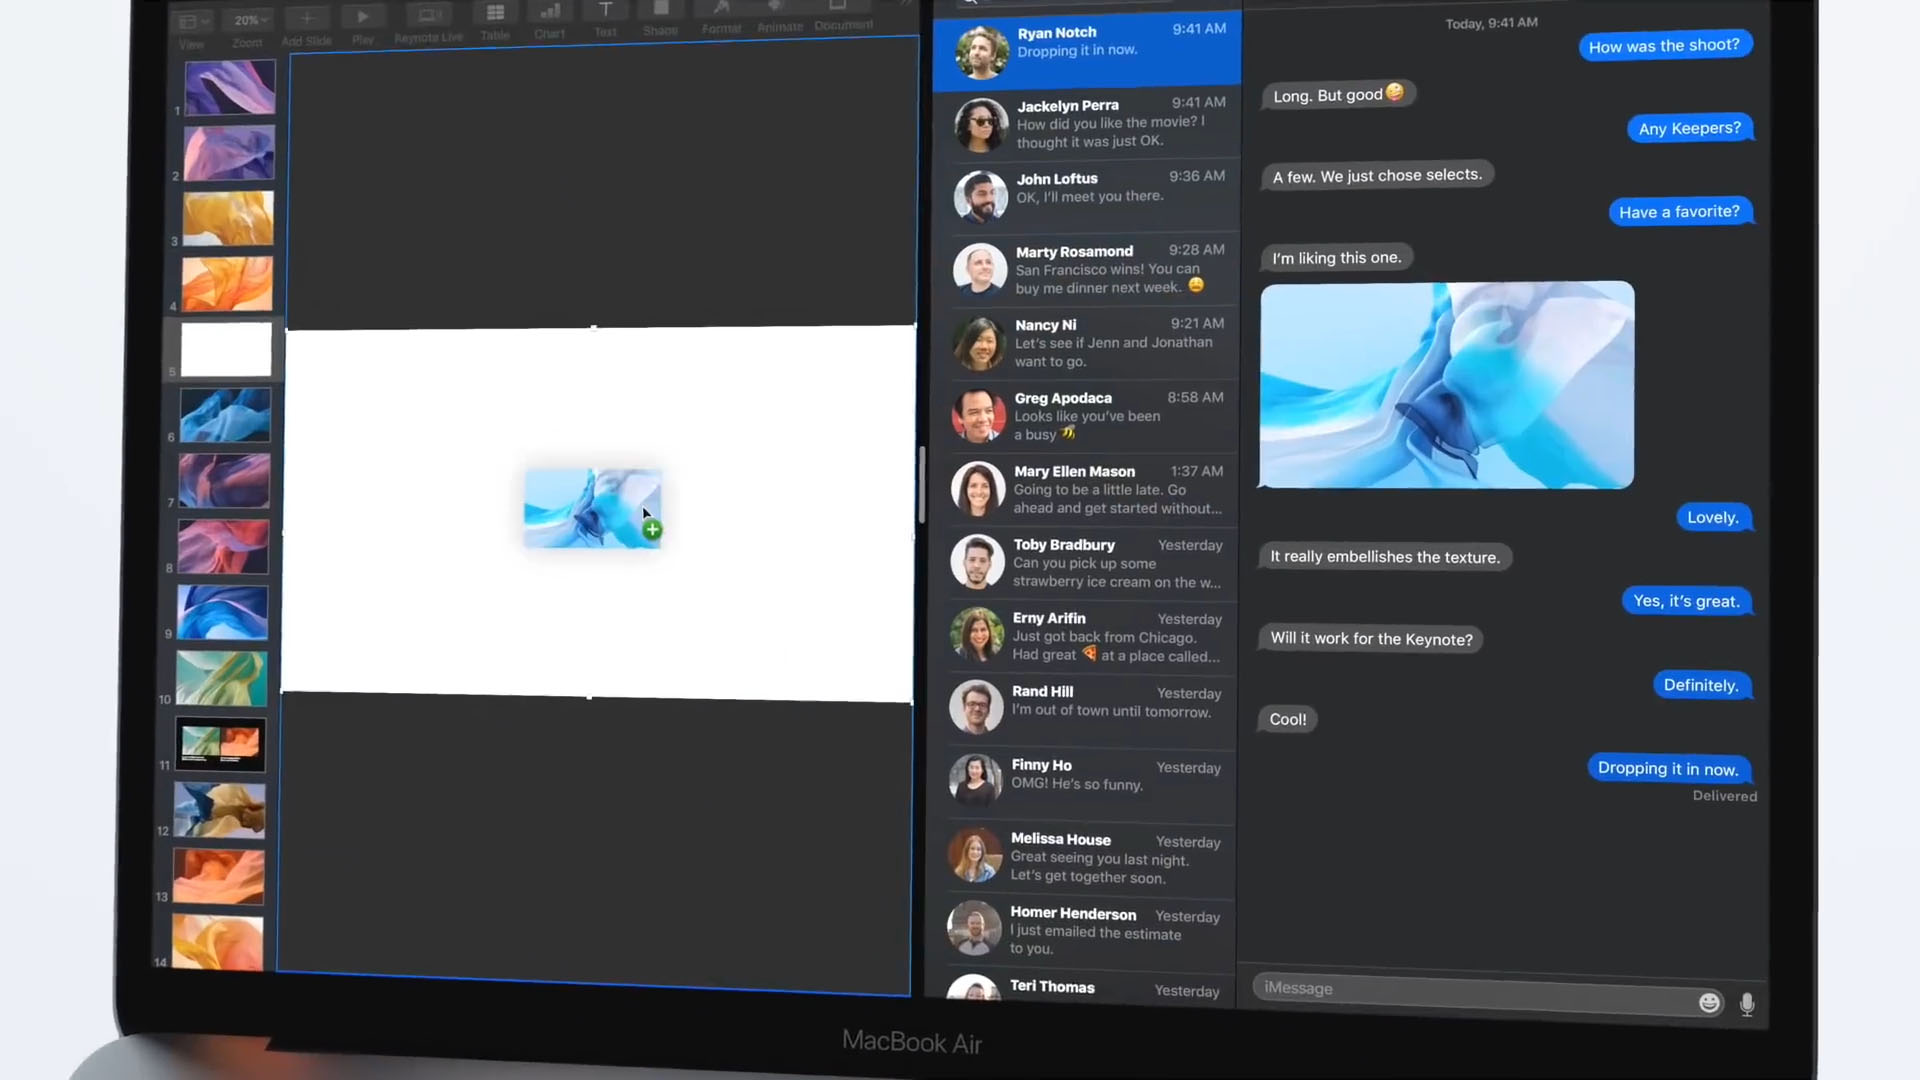 20%
View
Zoom
Add Slide
Play
Keynote Live
Table
Chart
T
Text
Shape
Format
Animate
Document
1
2
3
4
5
6
7
8
9
10
11
12
13
14
Ryan Notch 9:41 AM
Dropping it in now.
Jackelyn Perra 9:41 AM
How did you like the movie? I
thought it was just OK.
John Loftus 9:36 AM
OK, I'll meet you there.
Marty Rosamond 9:28 AM
San Francisco wins! You can
buy me dinner next week. 😩
Nancy Ni 9:21 AM
Let's see if Jenn and Jonathan
want to go.
Greg Apodaca 8:58 AM
Looks like you've been
a busy 🐝
Mary Ellen Mason 1:37 AM
Going to be a little late. Go
ahead and get started without...
Toby Bradbury Yesterday
Can you pick up some
strawberry ice cream on the w...
Erny Arifin Yesterday
Just got back from Chicago.
Had great 🍕 at a place called...
Rand Hill Yesterday
I'm out of town until tomorrow.
Finny Ho Yesterday
OMG! He's so funny.
Melissa House Yesterday
Great seeing you last night.
Let's get together soon.
Homer Henderson Yesterday
I just emailed the estimate
to you.
Teri Thomas Yesterday
Today, 9:41 AM
How was the shoot?
Long. But good 🤪
Any Keepers?
A few. We just chose selects.
Have a favorite?
I'm liking this one.
Lovely.
It really embellishes the texture.
Yes, it's great.
Will it work for the Keynote?
Definitely.
Cool!
Dropping it in now.
Delivered
iMessage
MacBook Air